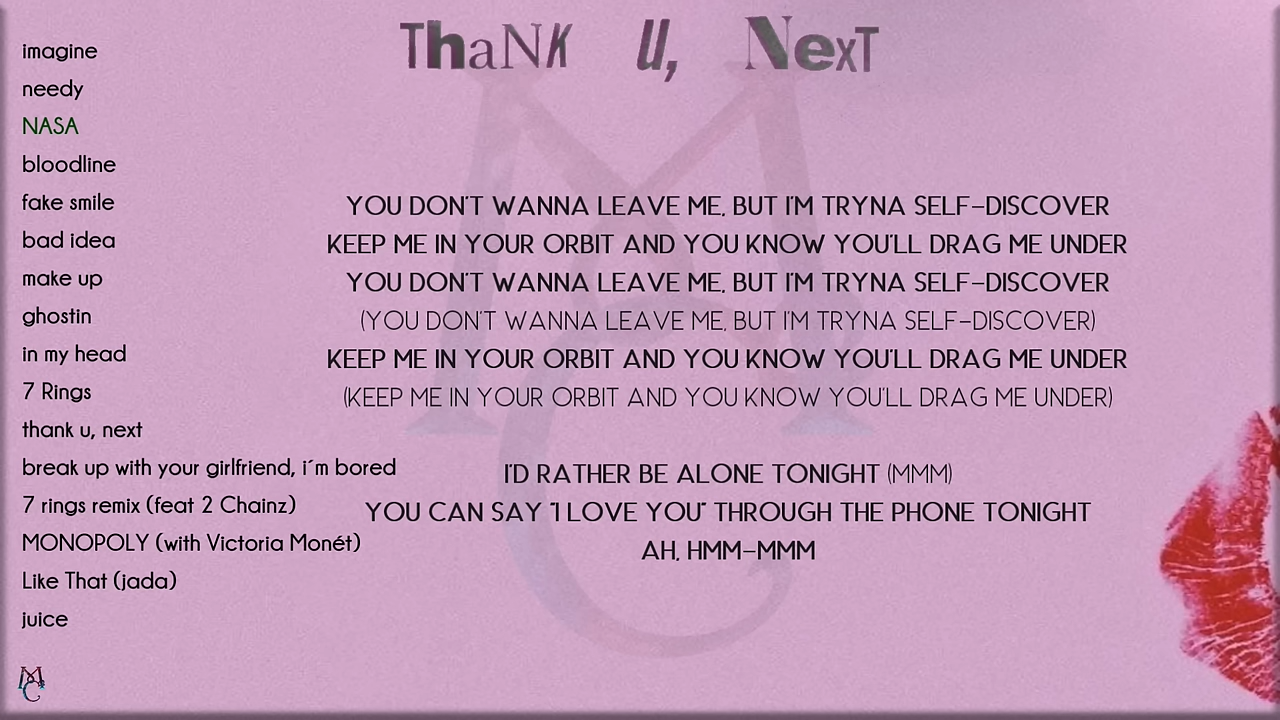 ThaNK U, NexT
imagine
needy
NASA
bloodline
fake smile
bad idea
make up
ghostin
in my head
7 Rings
thank u, next
break up with your girlfriend, i´m bored
7 rings remix (feat 2 Chainz)
MONOPOLY (with Victoria Monét)
Like That (jada)
juice
YOU DON'T WANNA LEAVE ME, BUT I'M TRYNA SELF-DISCOVER
KEEP ME IN YOUR ORBIT AND YOU KNOW YOU'LL DRAG ME UNDER
YOU DON'T WANNA LEAVE ME, BUT I'M TRYNA SELF-DISCOVER
(YOU DON'T WANNA LEAVE ME, BUT I'M TRYNA SELF-DISCOVER)
KEEP ME IN YOUR ORBIT AND YOU KNOW YOU'LL DRAG ME UNDER
(KEEP ME IN YOUR ORBIT AND YOU KNOW YOU'LL DRAG ME UNDER)
I'D RATHER BE ALONE TONIGHT (MMM)
YOU CAN SAY "I LOVE YOU" THROUGH THE PHONE TONIGHT
AH, HMM-MMM